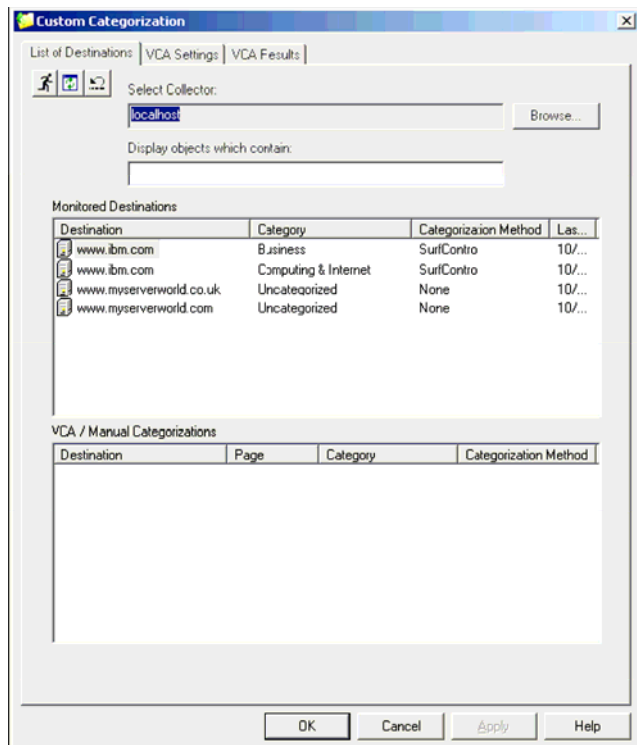 Custom Categorization
List of Destinations VCA Settings VCA Results
Select Collector:
localhost Browse...
Display objects which contain:
Monitored Destinations
Destination Category Categorization Method Las...
www.ibm.com Business SurfContro 10/...
www.ibm.com Computing & Internet SurfContro 10/...
www.myserverworld.co.uk Uncategorized None 10/...
www.myserverworld.com Uncategorized None 10/...
VCA / Manual Categorizations
Destination Page Category Categorization Method
OK Cancel Apply Help